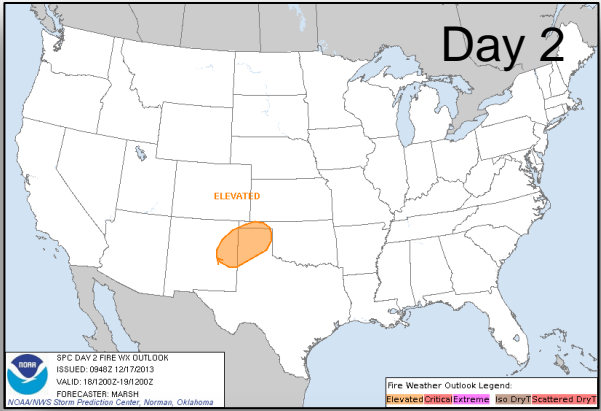 Day 2
ELEVATED
NOAA
SPC DAY 2 FIRE WX OUTLOOK
ISSUED: 0948Z 12/17/2013
VALID: 18/1200Z-19/1200Z
FORECASTER: MARSH
NOAA/NWS Storm Prediction Center, Norman, Oklahoma
Fire Weather Outlook Legend:
Elevated Critical Extreme Iso DryT Scattered DryT